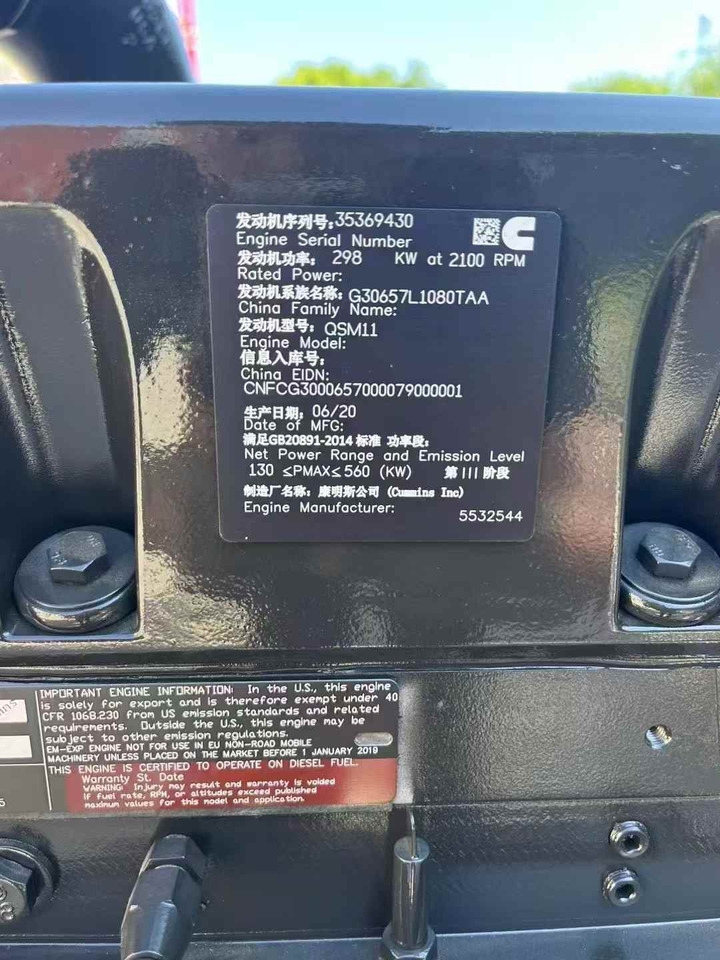 发动机序列号:35369430
Engine Serial Number
发动机功率: 298 KW at 2100 RPM
Rated Power:
发动机系族名称: G30657L1080TAA
China Family Name:
发动机型号: QSM11
Engine Model:
信息入库号:
China EIDN:
CNFCG3000657000079000001
生产日期: 06/20
Date of MFG:
满足GB20891-2014 标准 功率段:
Net Power Range and Emission Level
130 ≤PMAX≤ 560 (KW) 第 III 阶段
制造厂名称: 康明斯公司 (Cummins Inc)
Engine Manufacturer:
5532544
IMPORTANT ENGINE INFORMATION: In the U.S., this engine
is solely for export and is therefore exempt under 40
CFR 1068.230 from US emission standards and related
requirements. Outside the U.S., this engine may be
subject to other emission regulations.
EM-EXP ENGINE NOT FOR USE IN EU NON-ROAD MOBILE
MACHINERY UNLESS PLACED ON THE MARKET BEFORE 1 JANUARY 2019
THIS ENGINE IS CERTIFIED TO OPERATE ON DIESEL FUEL.
Warranty St. Date
WARNING: Injury may result and warranty is voided
if fuel rate, RPM, or altitudes exceed published
maximum values for this model and application.